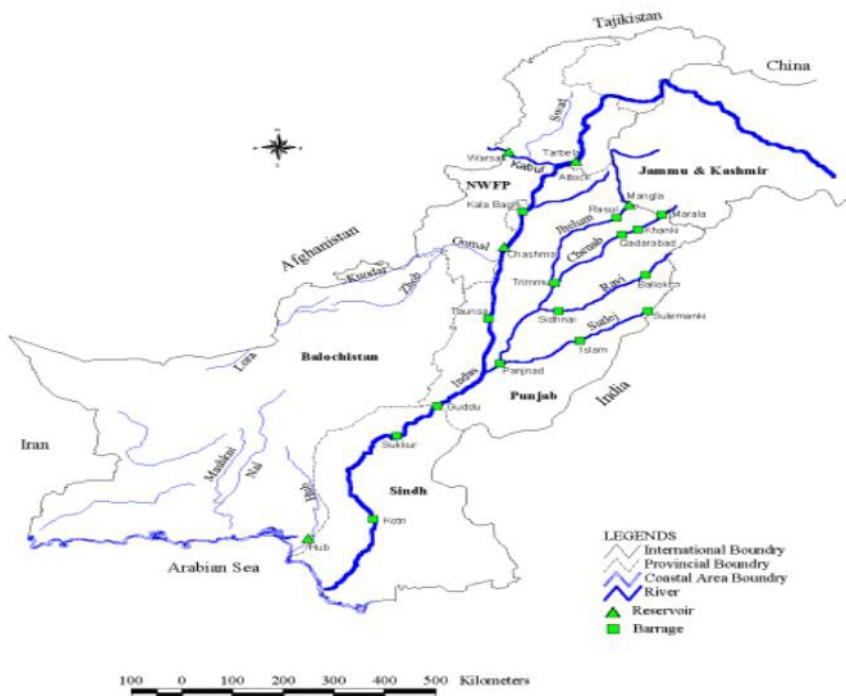 Tajikistan
China
Swat
Warsak
Kabul
Tarbela
Attock
Jammu & Kashmir
NWFP
Kala Bagh
Mangla
Rasul
Marala
Jhelum
Khanki
Chenab
Qadarabad
Afghanistan
Gomal
Chashma
Kundar
Zhob
Trimmu
Ravi
Balloki
Taunsa
Sidhnai
Sutlej
Sulemanki
Lora
Balochistan
Islam
Indus
Panjnad
Punjab
India
Guddu
Iran
Sukkur
Mashkai
Nal
Hub
Sindh
Kotri
Hub
Arabian Sea
LEGENDS
International Boundry
Provincial Boundry
Coastal Area Boundry
River
Reservoir
Barrage
100 0 100 200 300 400 500 Kilometers